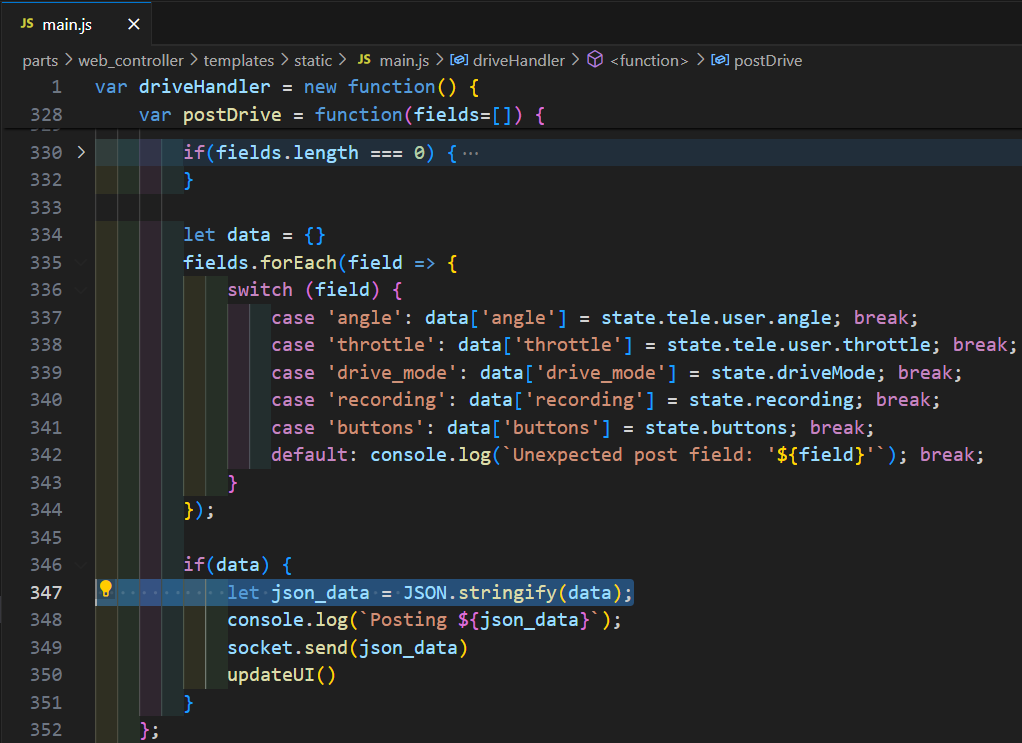 JS main.js ×
parts > web_controller > templates > static > JS main.js > driveHandler > <function> > postDrive
1 var driveHandler = new function() {
328 var postDrive = function(fields=[]) {
330 > if(fields.length === 0) { ···
332 }
333
334 let data = {}
335 fields.forEach(field => {
336 switch (field) {
337 case 'angle': data['angle'] = state.tele.user.angle; break;
338 case 'throttle': data['throttle'] = state.tele.user.throttle; break;
339 case 'drive_mode': data['drive_mode'] = state.driveMode; break;
340 case 'recording': data['recording'] = state.recording; break;
341 case 'buttons': data['buttons'] = state.buttons; break;
342 default: console.log(`Unexpected post field: '${field}'`); break;
343 }
344 });
345
346 if(data) {
347 let json_data = JSON.stringify(data);
348 console.log(`Posting ${json_data}`);
349 socket.send(json_data)
350 updateUI()
351 }
352 };